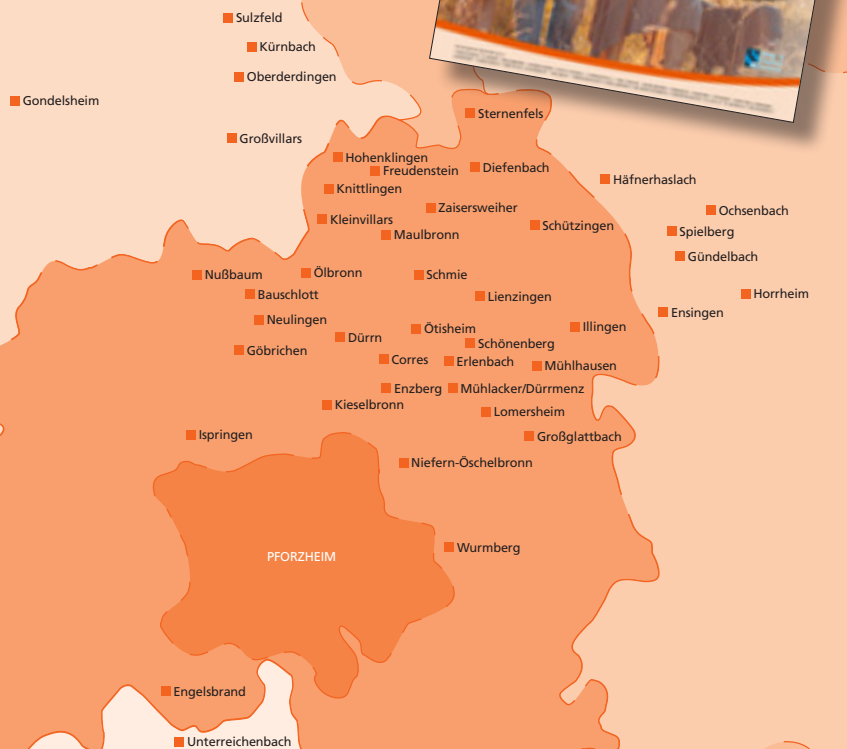 Sulzfeld
Kürnbach
Oberderdingen
Gondelsheim
Sternenfels
Großvillars
Hohenklingen
Freudenstein
Diefenbach
Häfnerhaslach
Knittlingen
Zaisersweiher
Ochsenbach
Kleinvillars
Schützingen
Spielberg
Maulbronn
Gündelbach
Nußbaum
Ölbronn
Schmie
Bauschlott
Lienzingen
Horrheim
Ensingen
Neulingen
Ötisheim
Illingen
Dürrn
Schönenberg
Göbrichen
Corres
Erlenbach
Mühlhausen
Enzberg
Mühlacker/Dürrmenz
Kieselbronn
Lomersheim
Ispringen
Großglattbach
Niefern-Öschelbronn
Wurmberg
PFORZHEIM
Engelsbrand
Unterreichenbach